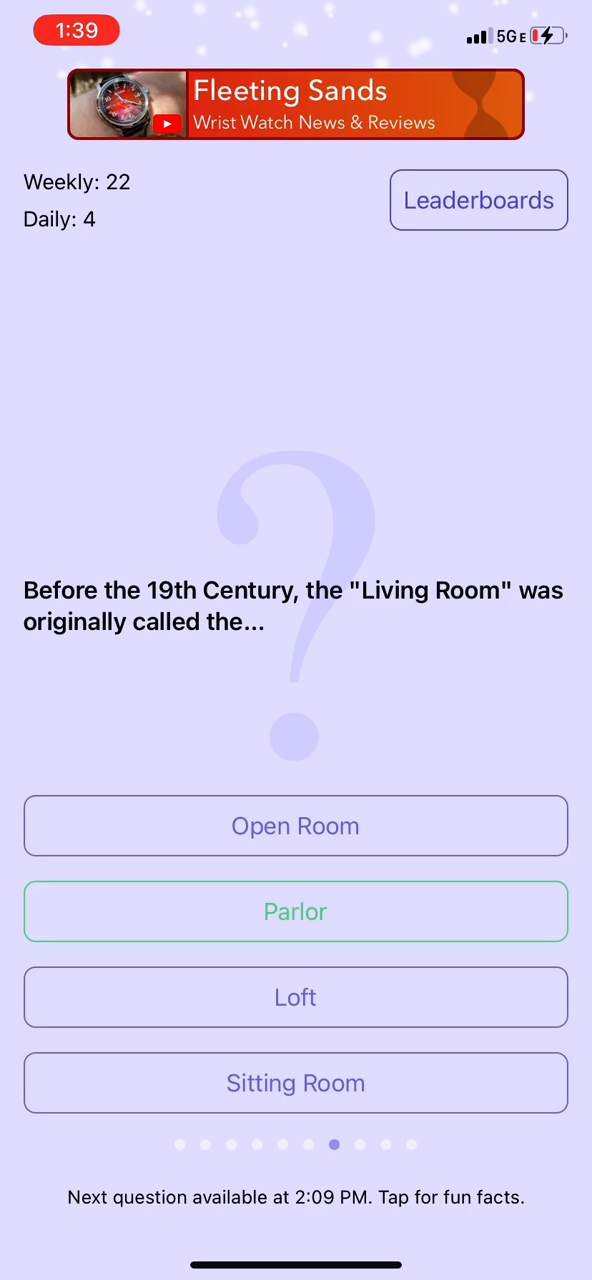 1:39
5GE
Fleeting Sands
Wrist Watch News & Reviews
Weekly: 22
Leaderboards
Daily: 4
?
Before the 19th Century, the "Living Room" was
originally called the...
Open Room
Parlor
Loft
Sitting Room
Next question available at 2:09 PM. Tap for fun facts.